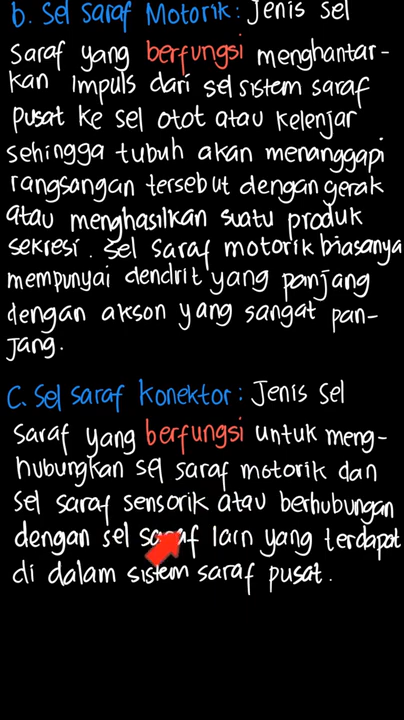 b. Sel Saraf Motorik : Jenis sel
saraf yang berfungsi menghantar-
kan impuls dari sel sistem saraf
pusat ke sel otot atau kelenjar
sehingga tubuh akan menanggapi
rangsangan tersebut dengan gerak
atau menghasilkan suatu produk
sekresi. Sel saraf motorik biasanya
mempunyai dendrit yang panjang
dengan akson yang sangat pan-
jang.
C. Sel saraf konektor : Jenis sel
saraf yang berfungsi untuk meng-
hubungkan sel saraf motorik dan
sel saraf sensorik atau berhubungan
dengan sel saraf lain yang terdapat
di dalam sistem saraf pusat.